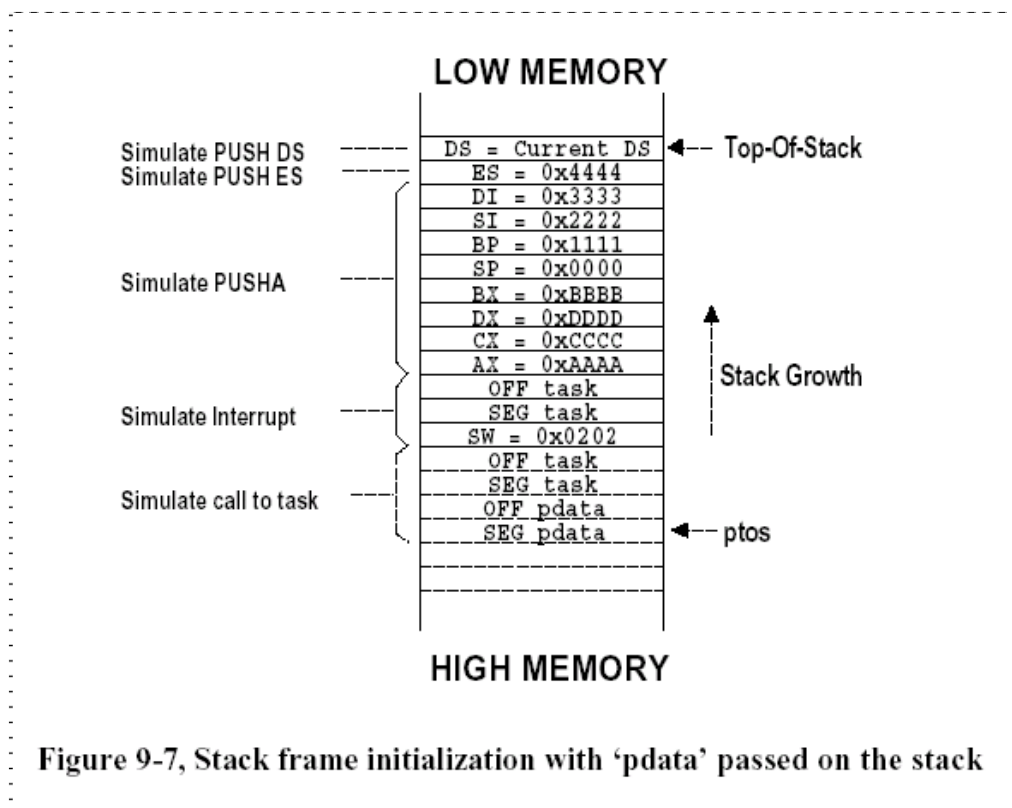 LOW MEMORY
Simulate PUSH DS
DS = Current DS
Top-Of-Stack
Simulate PUSH ES
ES = 0x4444
DI = 0x3333
SI = 0x2222
BP = 0x1111
SP = 0x0000
Simulate PUSHA
BX = 0xBBBB
DX = 0xDDDD
CX = 0xCCCC
AX = 0xAAAA
Stack Growth
OFF task
SEG task
Simulate Interrupt
SW = 0x0202
OFF task
SEG task
Simulate call to task
OFF pdata
SEG pdata
ptos
HIGH MEMORY
Figure 9-7, Stack frame initialization with ‘pdata’ passed on the stack